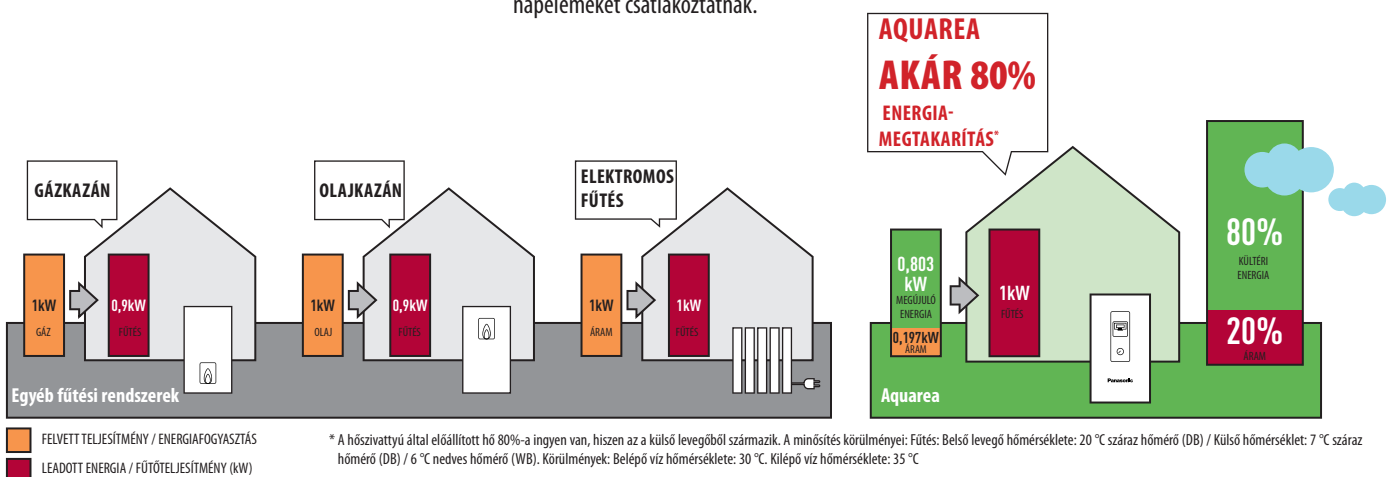 napelemeket csatlakoztatnak.
AQUAREA
AKÁR 80%
ENERGIA-
MEGTAKARÍTÁS*
GÁZKAZÁN
1kW
GÁZ
0,9kW
FŰTÉS
OLAJKAZÁN
1kW
OLAJ
0,9kW
FŰTÉS
ELEKTROMOS
FŰTÉS
1kW
ÁRAM
1kW
FŰTÉS
Egyéb fűtési rendszerek
0,803
kW
MEGÚJULÓ
ENERGIA
0,197kW
ÁRAM
1kW
FŰTÉS
Panasonic
80%
KÜLTÉRI
ENERGIA
20%
ÁRAM
Aquarea
FELVETT TELJESÍTMÉNY / ENERGIAFOGYASZTÁS
LEADOTT ENERGIA / FŰTŐTELJESÍTMÉNY (kW)
* A hőszivattyú által előállított hő 80%-a ingyen van, hiszen az a külső levegőből származik. A minősítés körülményei: Fűtés: Belső levegő hőmérséklete: 20 °C száraz hőmérő (DB) / Külső hőmérséklet: 7 °C száraz
hőmérő (DB) / 6 °C nedves hőmérő (WB). Körülmények: Belépő víz hőmérséklete: 30 °C. Kilépő víz hőmérséklete: 35 °C